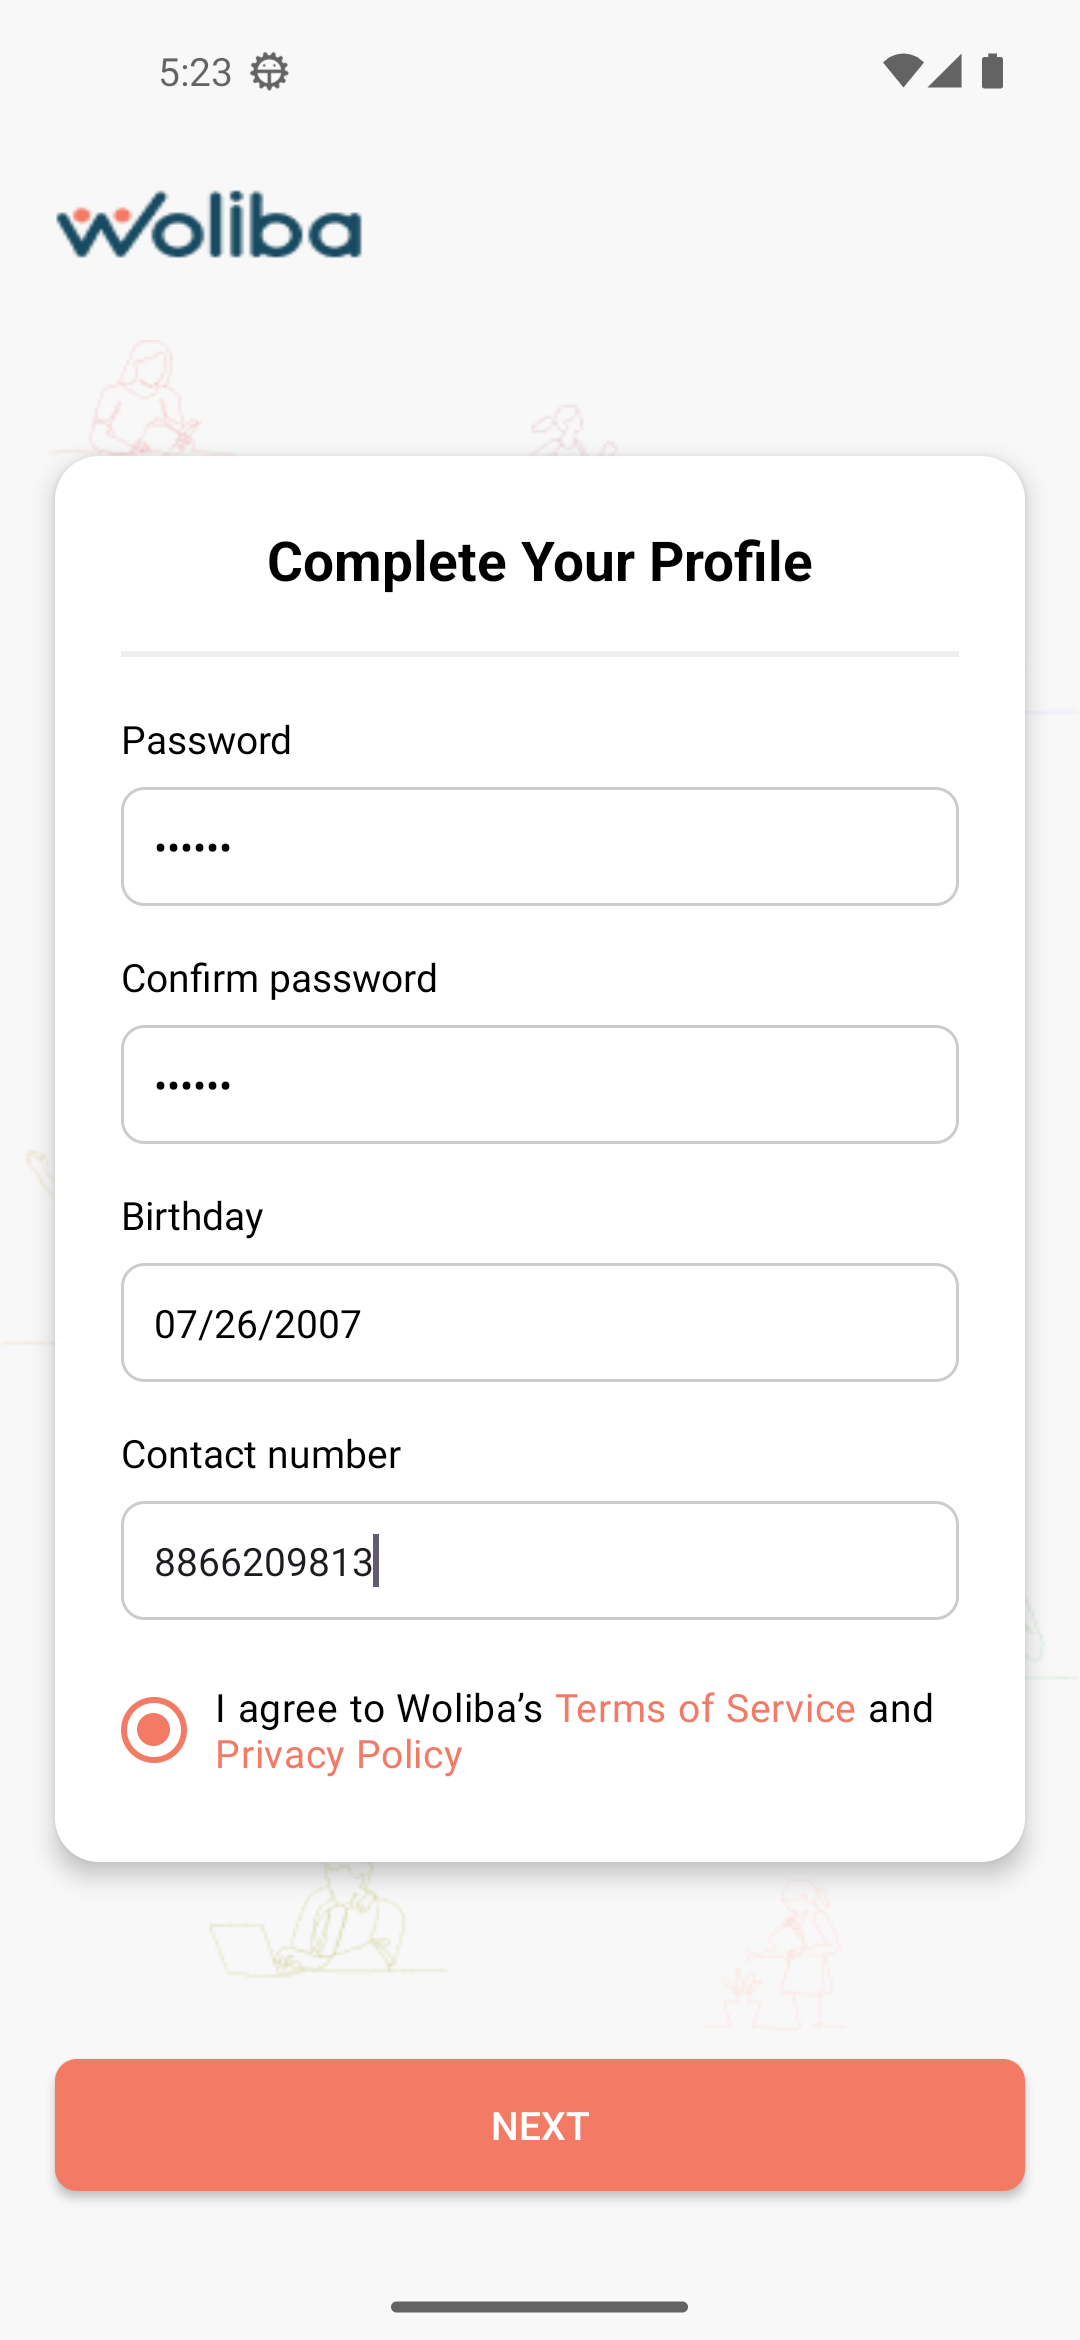 5:23
Woliba
Complete Your Profile
Password
••••••
Confirm password
••••••
Birthday
07/26/2007
Contact number
8866209813
I agree to Woliba’s Terms of Service and
Privacy Policy
NEXT